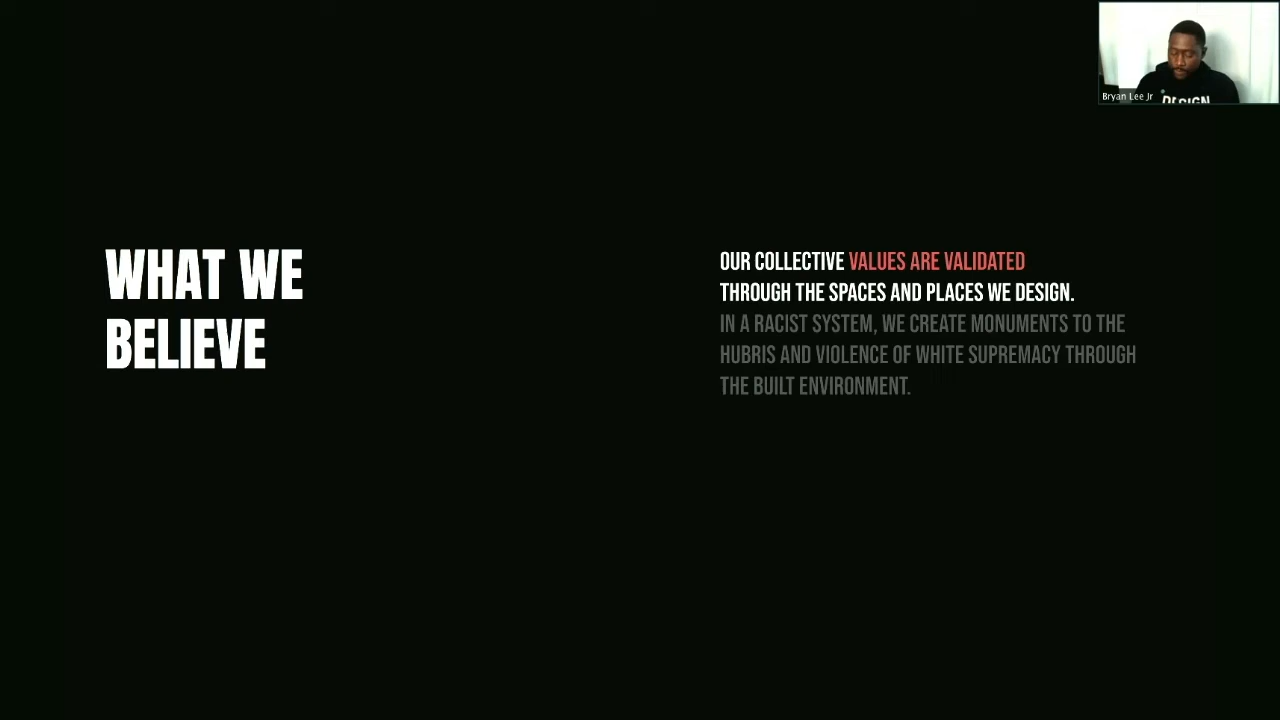 Bryan Lee Jr
DESIGN
WHAT WE
BELIEVE
OUR COLLECTIVE VALUES ARE VALIDATED
THROUGH THE SPACES AND PLACES WE DESIGN.
IN A RACIST SYSTEM, WE CREATE MONUMENTS TO THE
HUBRIS AND VIOLENCE OF WHITE SUPREMACY THROUGH
THE BUILT ENVIRONMENT.